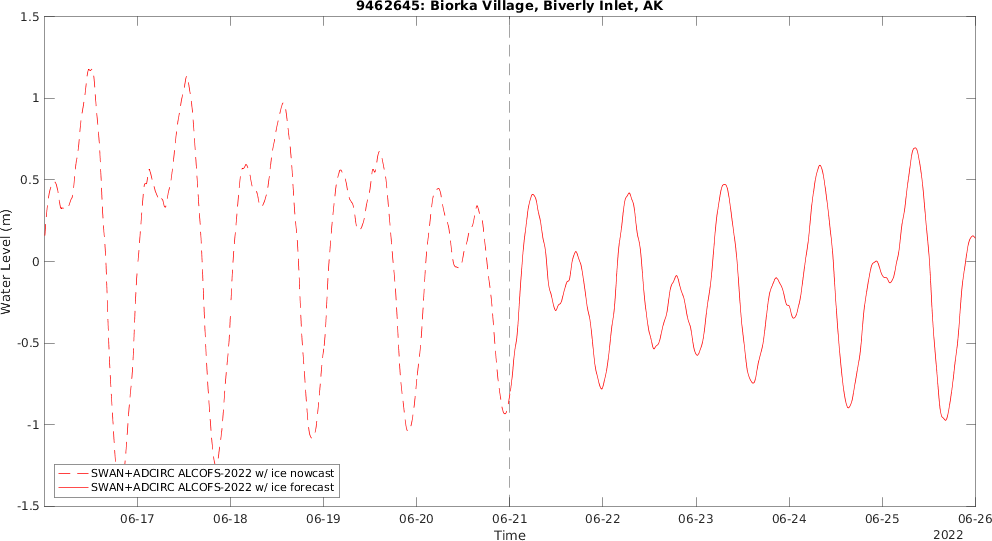 9462645: Biorka Village, Biverly Inlet, AK
1.5
1
0.5
0
-0.5
-1
-1.5
Water Level (m)
SWAN+ADCIRC ALCOFS-2022 w/ ice nowcast
SWAN+ADCIRC ALCOFS-2022 w/ ice forecast
06-17 06-18 06-19 06-20 06-21 06-22 06-23 06-24 06-25 06-26
Time
2022